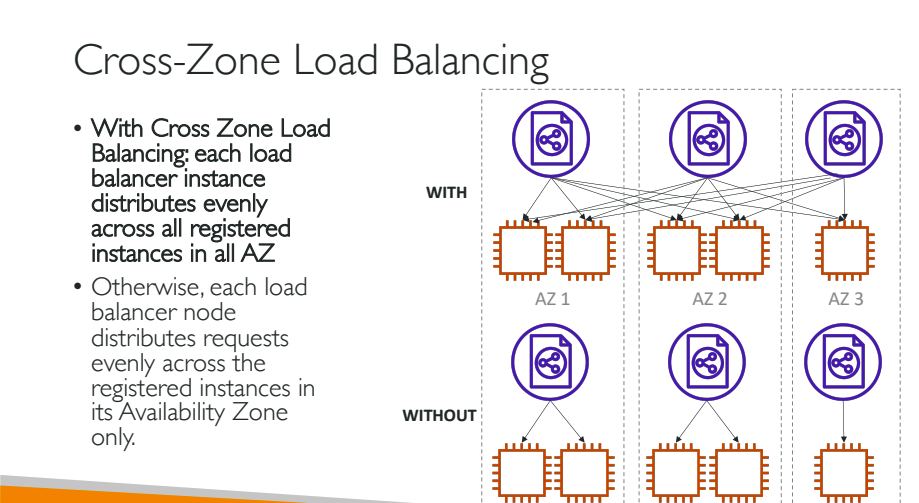 Cross-Zone Load Balancing
• With Cross Zone Load
Balancing: each load
balancer instance
distributes evenly
across all registered
instances in all AZ
• Otherwise, each load
balancer node
distributes requests
evenly across the
registered instances in
its Availability Zone
only.
WITH
AZ 1
AZ 2
AZ 3
WITHOUT